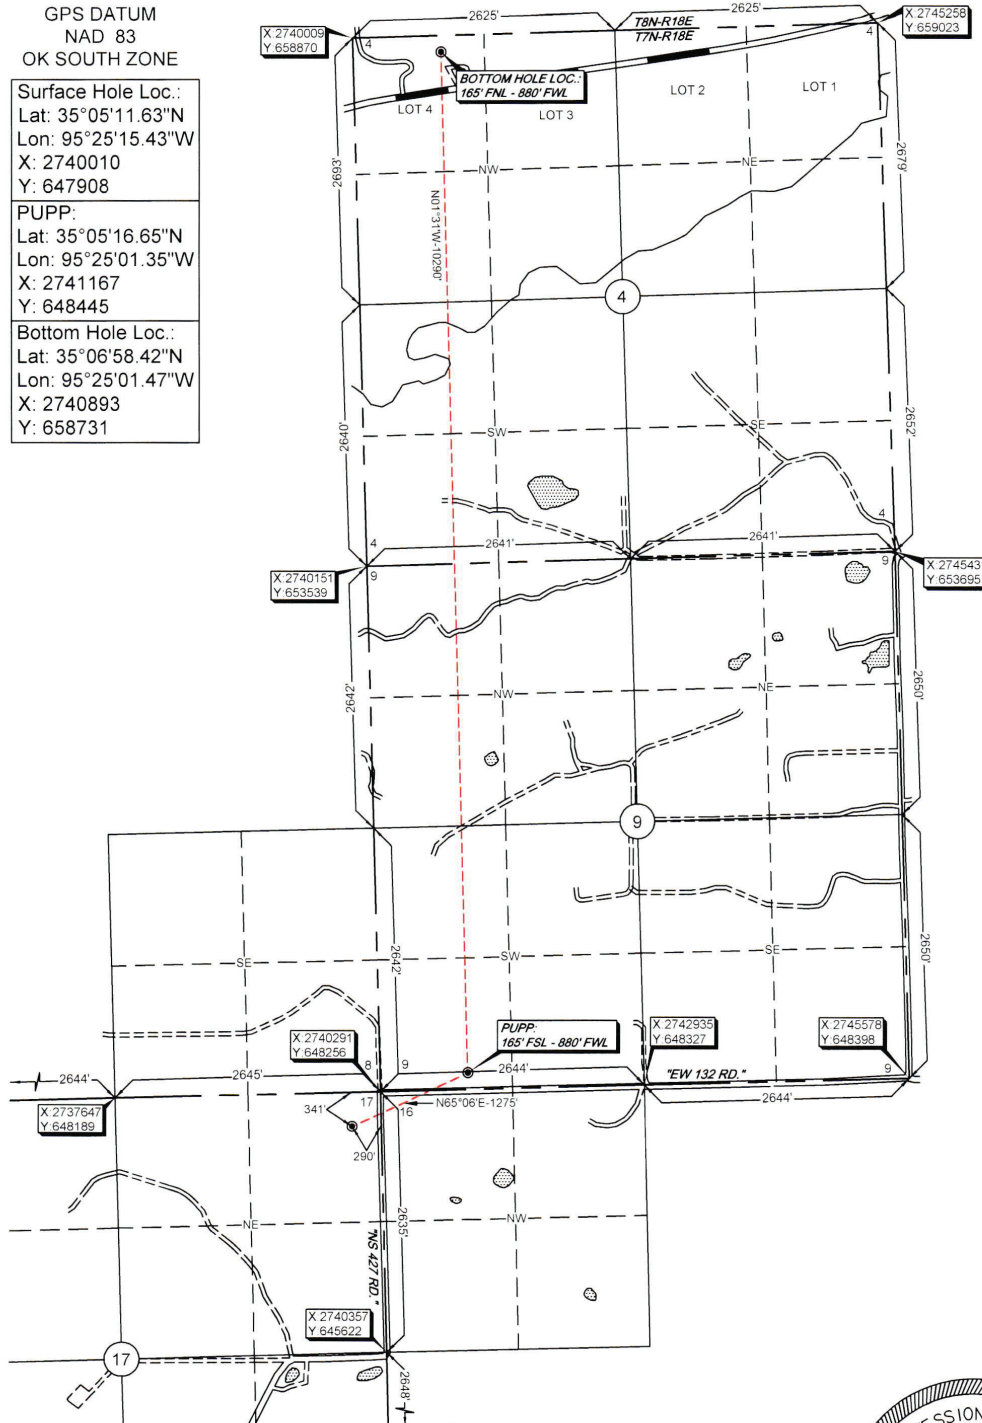 GPS DATUM
NAD 83
OK SOUTH ZONE
Surface Hole Loc.:
Lat: 35°05'11.63"N
Lon: 95°25'15.43"W
X: 2740010
Y: 647908
PUPP:
Lat: 35°05'16.65"N
Lon: 95°25'01.35"W
X: 2741167
Y: 648445
Bottom Hole Loc.:
Lat: 35°06'58.42"N
Lon: 95°25'01.47"W
X: 2740893
Y: 658731
X:2740009
Y:658870
2625'
T8N-R18E
T7N-R18E
2625'
X:2745258
Y:659023
4
4
BOTTOM HOLE LOC.:
165' FNL - 880' FWL
LOT 4
LOT 3
LOT 2
LOT 1
2693'
NW
NE
2679'
N01°31'W-10290'
4
2640'
SW
SE
2652'
4
2641'
2641'
4
9
9
X:2740151
Y:653539
X:274543
Y:653695
2642'
NW
NE
2650'
9
SE
2642'
SW
SE
2650'
X:2740291
Y:648256
PUPP:
165' FSL - 880' FWL
X:2742935
Y:648327
X:2745578
Y:648398
8
9
9
2644'
2645'
2644'
"EW 132 RD."
2644'
X:2737647
Y:648189
341'
17
16
N65°06'E-1275'
290'
NE
2635'
NW
"NS 427 RD."
X:2740357
Y:645622
17
2648'
SSION